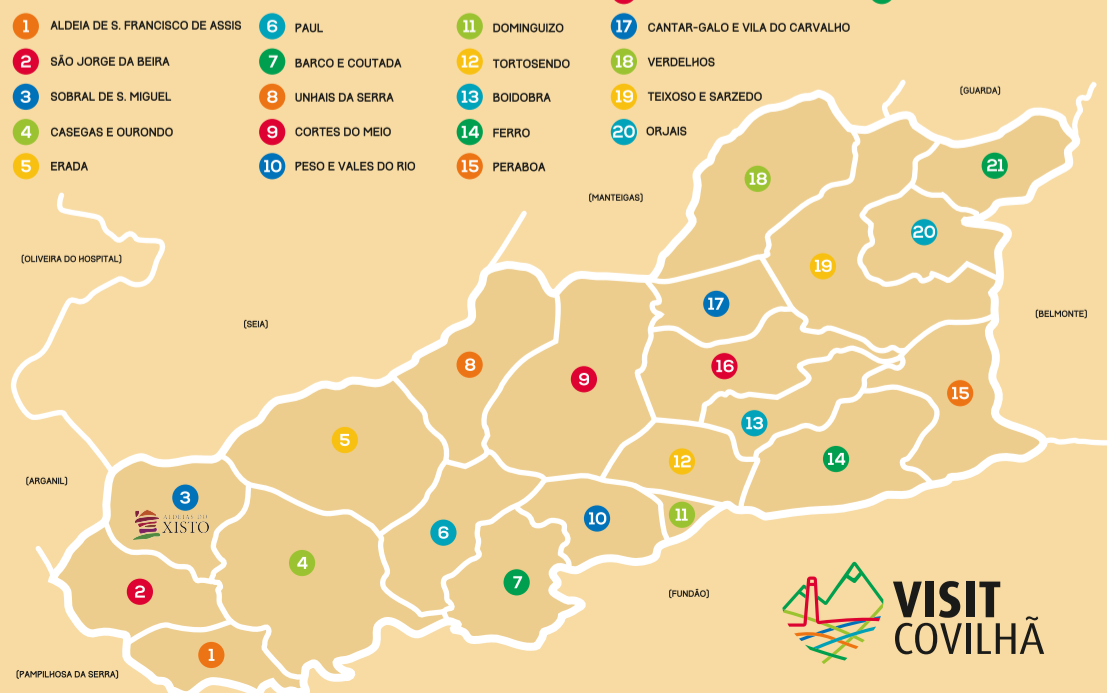 1 ALDEIA DE S. FRANCISCO DE ASSIS
2 SÃO JORGE DA BEIRA
3 SOBRAL DE S. MIGUEL
4 CASEGAS E OURONDO
5 ERADA
6 PAUL
7 BARCO E COUTADA
8 UNHAIS DA SERRA
9 CORTES DO MEIO
10 PESO E VALES DO RIO
11 DOMINGUIZO
12 TORTOSENDO
13 BOIDOBRA
14 FERRO
15 PERABOA
17 CANTAR-GALO E VILA DO CARVALHO
18 VERDELHOS
19 TEIXOSO E SARZEDO
20 ORJAIS
(GUARDA)
21
18
(MANTEIGAS)
20
(OLIVEIRA DO HOSPITAL)
19
17
(BELMONTE)
(SEIA)
8
16
9
15
13
5
14
12
(ARGANIL)
3
ALDEIAS DO
XISTO
11
10
6
4
7
2
(FUNDÃO)
VISIT
COVILHÃ
1
(PAMPILHOSA DA SERRA)